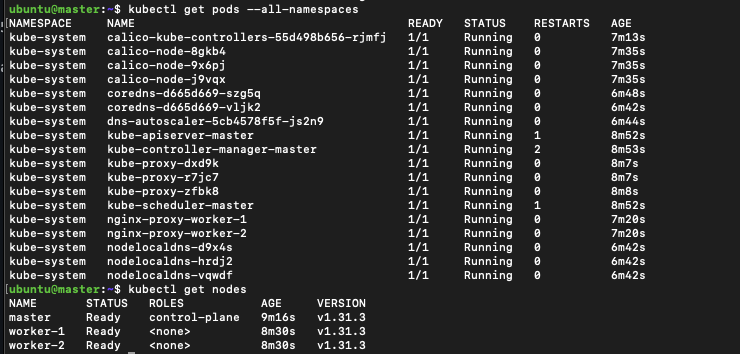 ubuntu@master:~$ kubectl get pods --all-namespaces
NAMESPACE NAME READY STATUS RESTARTS AGE
kube-system calico-kube-controllers-55d498b656-rjmfj 1/1 Running 0 7m13s
kube-system calico-node-8gkb4 1/1 Running 0 7m35s
kube-system calico-node-9x6pj 1/1 Running 0 7m35s
kube-system calico-node-j9vqx 1/1 Running 0 7m35s
kube-system coredns-d665d669-szg5q 1/1 Running 0 6m48s
kube-system coredns-d665d669-vljk2 1/1 Running 0 6m42s
kube-system dns-autoscaler-5cb4578f5f-js2n9 1/1 Running 0 6m44s
kube-system kube-apiserver-master 1/1 Running 1 8m52s
kube-system kube-controller-manager-master 1/1 Running 2 8m53s
kube-system kube-proxy-dxd9k 1/1 Running 0 8m7s
kube-system kube-proxy-r7jc7 1/1 Running 0 8m7s
kube-system kube-proxy-zfbk8 1/1 Running 0 8m8s
kube-system kube-scheduler-master 1/1 Running 1 8m52s
kube-system nginx-proxy-worker-1 1/1 Running 0 7m20s
kube-system nginx-proxy-worker-2 1/1 Running 0 7m20s
kube-system nodelocaldns-d9x4s 1/1 Running 0 6m42s
kube-system nodelocaldns-hrdj2 1/1 Running 0 6m42s
kube-system nodelocaldns-vqwdf 1/1 Running 0 6m42s
[ubuntu@master:~$ kubectl get nodes
NAME STATUS ROLES AGE VERSION
master Ready control-plane 9m16s v1.31.3
worker-1 Ready <none> 8m30s v1.31.3
worker-2 Ready <none> 8m30s v1.31.3